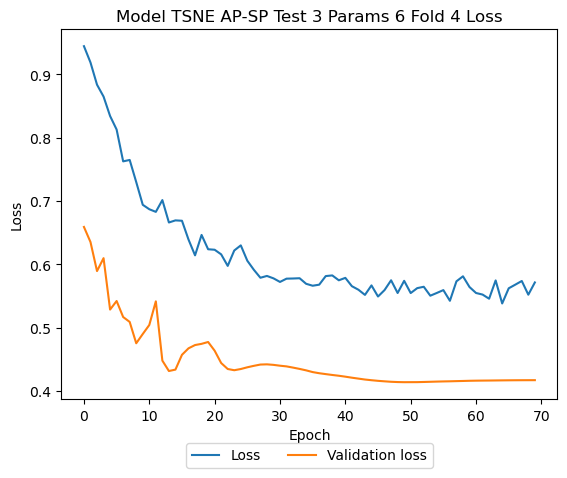 Model TSNE AP-SP Test 3 Params 6 Fold 4 Loss
0.9
0.8
0.7
0.6
0.5
0.4
Loss
0 10 20 30 40 50 60 70
Epoch
Loss Validation loss